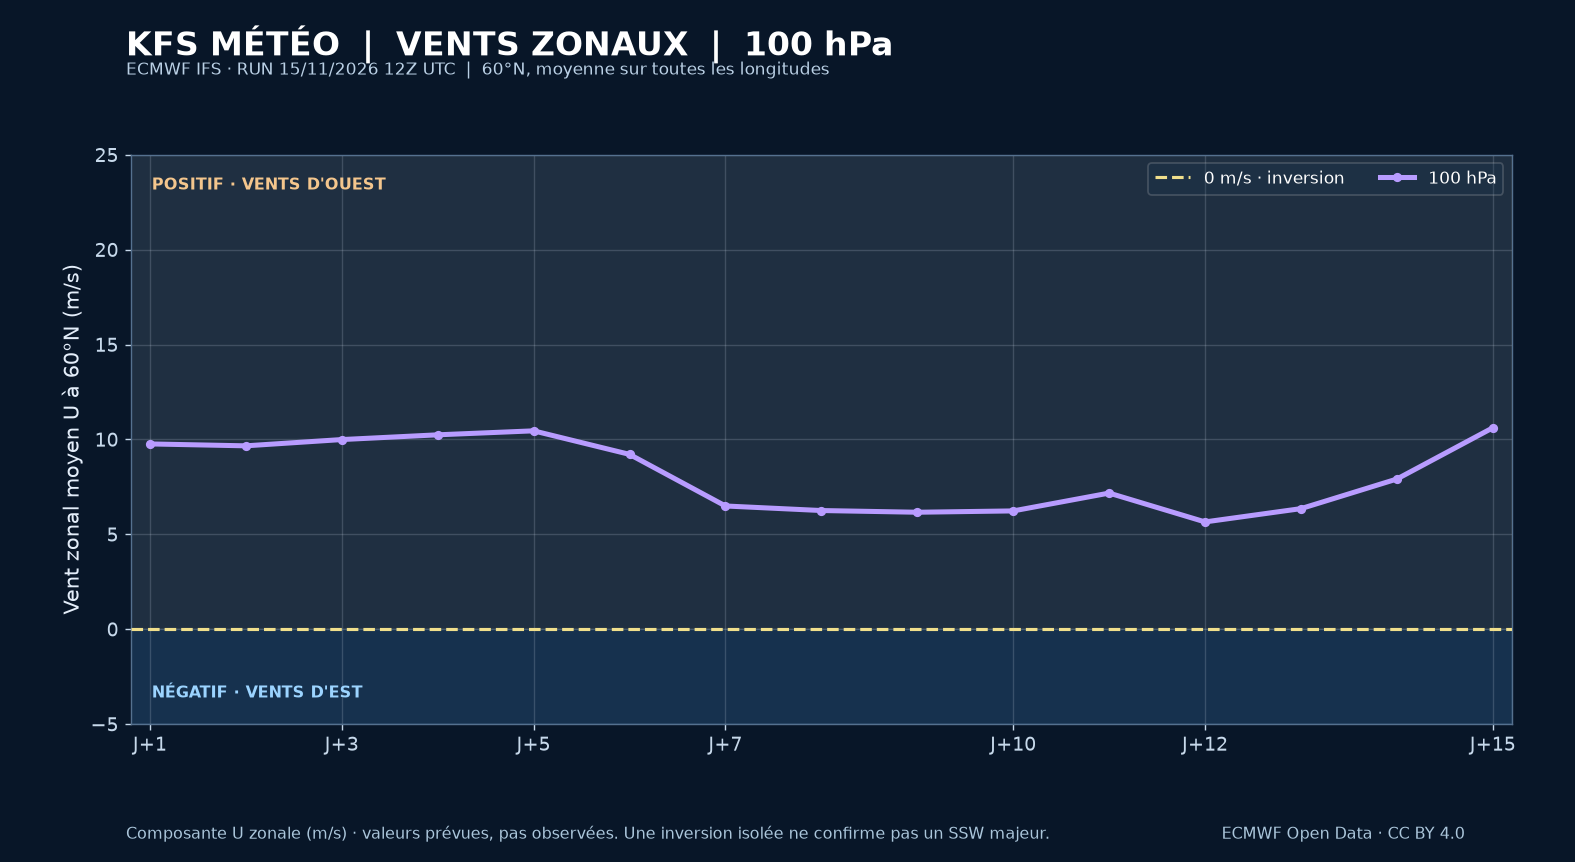 KFS MÉTÉO | VENTS ZONAUX | 100 hPa
ECMWF IFS · RUN 15/11/2026 12Z UTC | 60°N, moyenne sur toutes les longitudes
POSITIF · VENTS D'OUEST
0 m/s · inversion
100 hPa
Vent zonal moyen U à 60°N (m/s)
25
20
15
10
5
0
−5
NÉGATIF · VENTS D'EST
J+1 J+3 J+5 J+7 J+10 J+12 J+15
Composante U zonale (m/s) · valeurs prévues, pas observées. Une inversion isolée ne confirme pas un SSW majeur.
ECMWF Open Data · CC BY 4.0